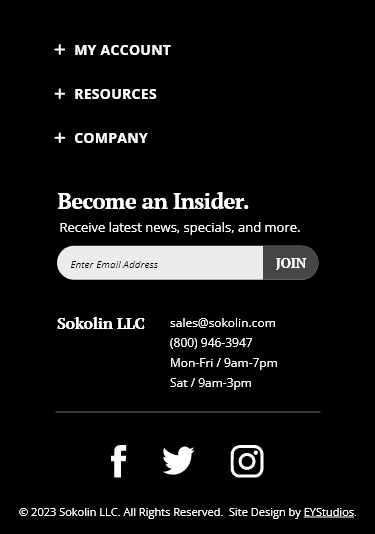 + MY ACCOUNT
+ RESOURCES
+ COMPANY
Become an Insider.
Receive latest news, specials, and more.
Enter Email Address JOIN
Sokolin LLC
sales@sokolin.com
(800) 946-3947
Mon-Fri / 9am-7pm
Sat / 9am-3pm
© 2023 Sokolin LLC. All Rights Reserved. Site Design by EYStudios.